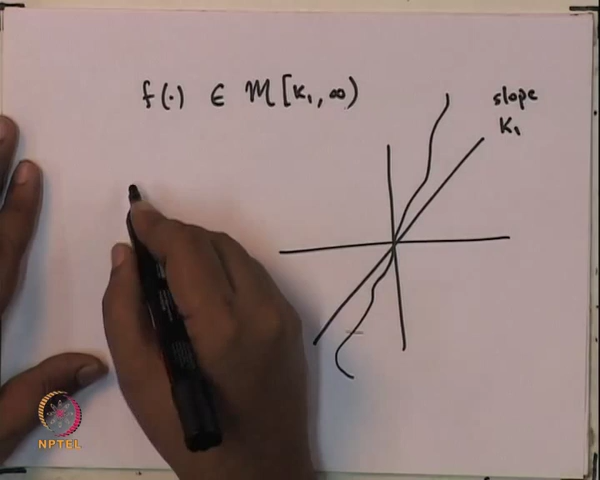 f(·) ∈ M[K₁, ∞)
slope
K₁
NPTEL